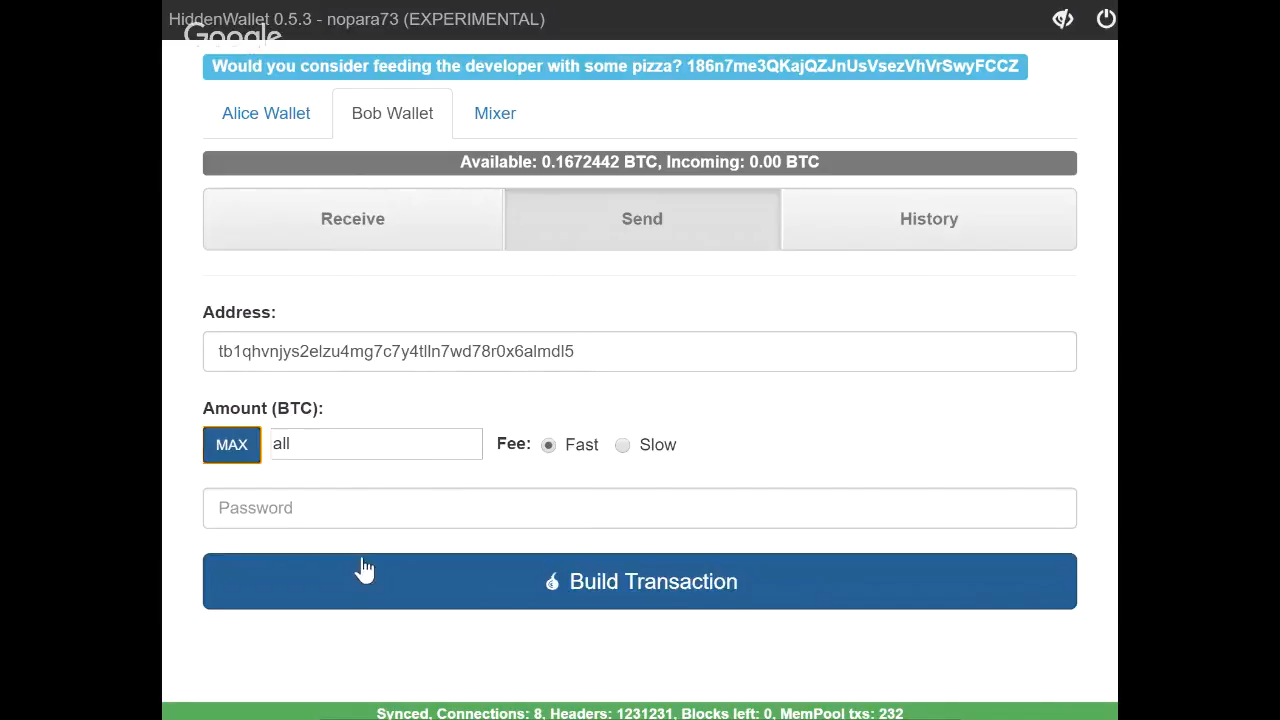 HiddenWallet 0.5.3 - nopara73 (EXPERIMENTAL)
Google
Would you consider feeding the developer with some pizza? 186n7me3QKajQZJnUsVsezVhVrSwyFCCZ
Alice Wallet Bob Wallet Mixer
Available: 0.1672442 BTC, Incoming: 0.00 BTC
Receive Send History
Address:
tb1qhvnjys2elzu4mg7c7y4tlln7wd78r0x6almdl5
Amount (BTC):
MAX all Fee: Fast Slow
Password
Build Transaction
Synced, Connections: 8, Headers: 1231231, Blocks left: 0, MemPool txs: 232